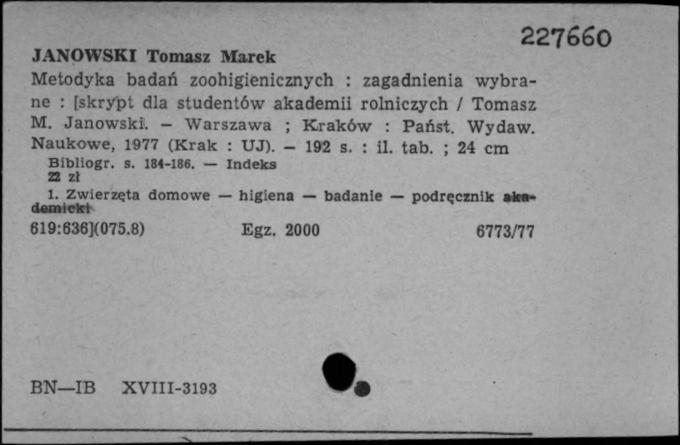 227660
JANOWSKI Tomasz Marek
Metodyka badań zoohigienicznych : zagadnienia wybra-
ne : [skrypt dla studentów akademii rolniczych / Tomasz
M. Janowski. — Warszawa ; Kraków : Państ. Wydaw.
Naukowe, 1977 (Krak : UJ). — 192 s. : il. tab. ; 24 cm
Bibliogr. s. 184-186. — Indeks
22 zł
1. Zwierzęta domowe — higiena — badanie — podręcznik aka-
demicki
619:636](075.8) Egz. 2000 6773/77
BN—IB XVIII-3193